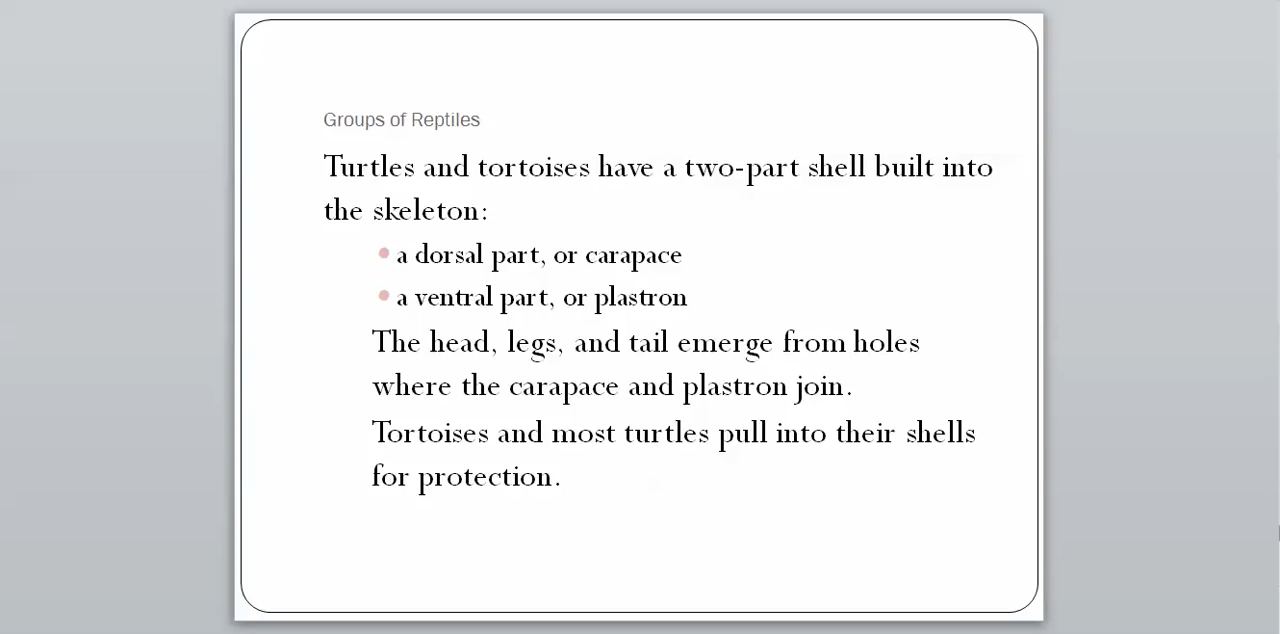 Groups of Reptiles
Turtles and tortoises have a two-part shell built into
the skeleton:
• a dorsal part, or carapace
• a ventral part, or plastron
The head, legs, and tail emerge from holes
where the carapace and plastron join.
Tortoises and most turtles pull into their shells
for protection.